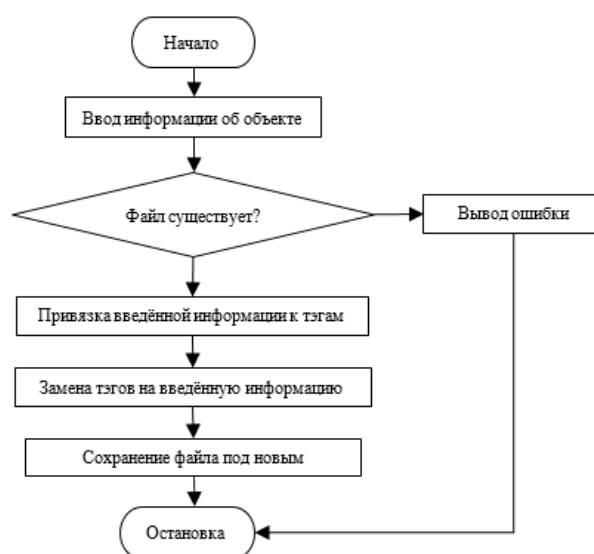 Начало
Ввод информации об объекте
Файл существует?
Вывод ошибки
Привязка введённой информации к тэгам
Замена тэгов на введённую информацию
Сохранение файла под новым
Остановка